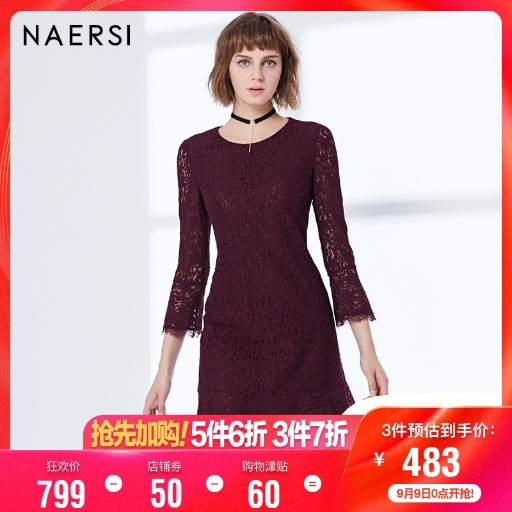 NAERSI
抢先加购! 5件6折 3件7折
3件预估到手价:
¥ 483
9月9日0点开抢!
狂欢价 店铺券 购物津贴
799 - 50 - 60 =